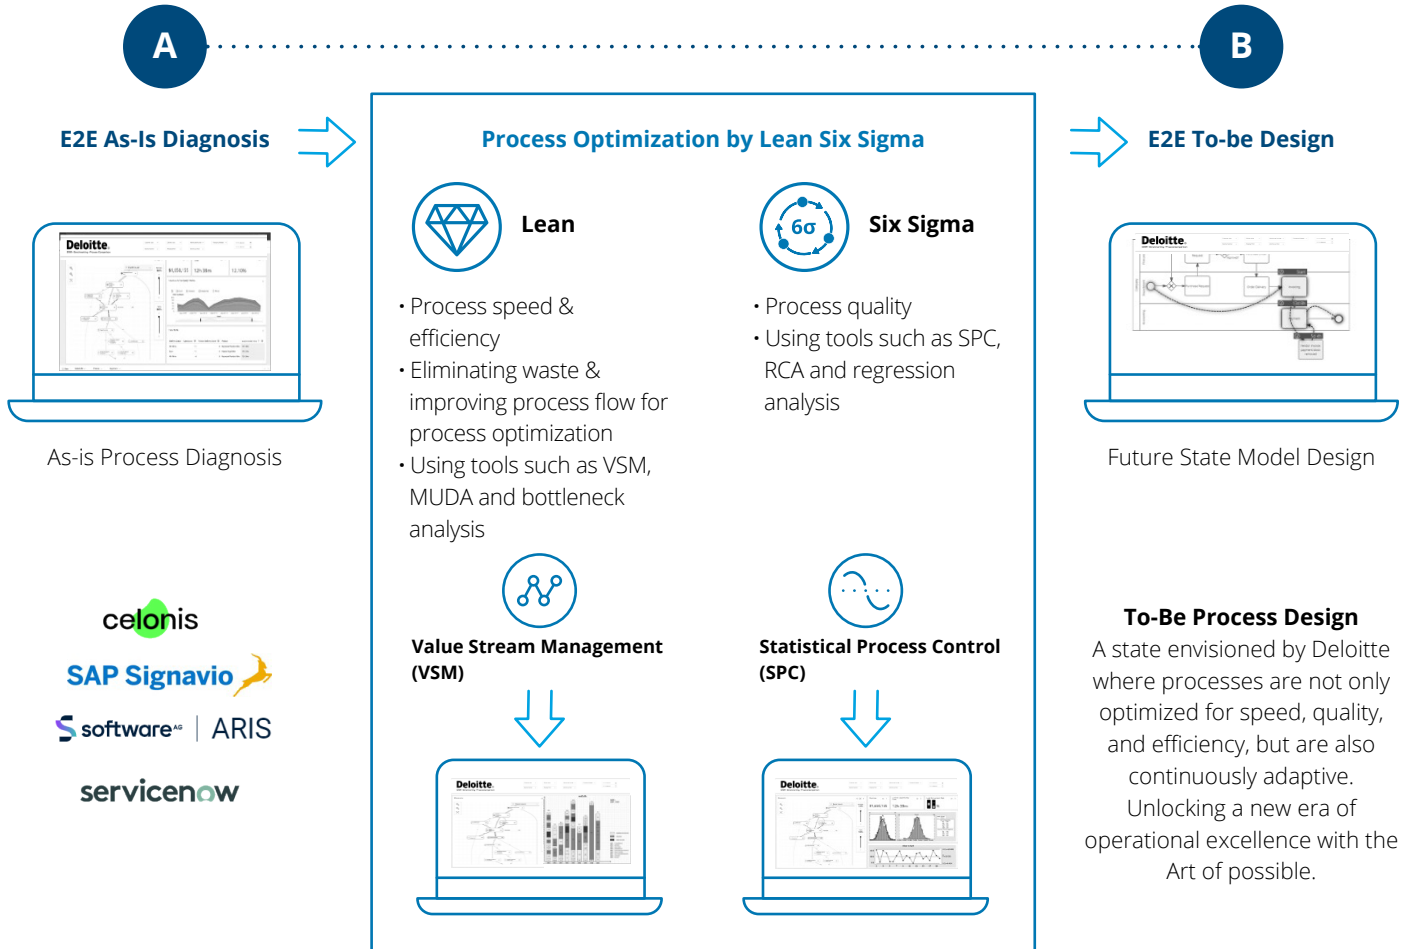 A
B
E2E As-Is Diagnosis
Process Optimization by Lean Six Sigma
E2E To-be Design
Deloitte.
As-is Process Diagnosis
celonis
SAP Signavio
software AG | ARIS
servicenow
Lean
• Process speed &
efficiency
• Eliminating waste &
improving process flow for
process optimization
• Using tools such as VSM,
MUDA and bottleneck
analysis
Value Stream Management
(VSM)
Deloitte.
6σ
Six Sigma
• Process quality
• Using tools such as SPC,
RCA and regression
analysis
Statistical Process Control
(SPC)
Deloitte.
Deloitte.
Future State Model Design
To-Be Process Design
A state envisioned by Deloitte
where processes are not only
optimized for speed, quality,
and efficiency, but are also
continuously adaptive.
Unlocking a new era of
operational excellence with the
Art of possible.